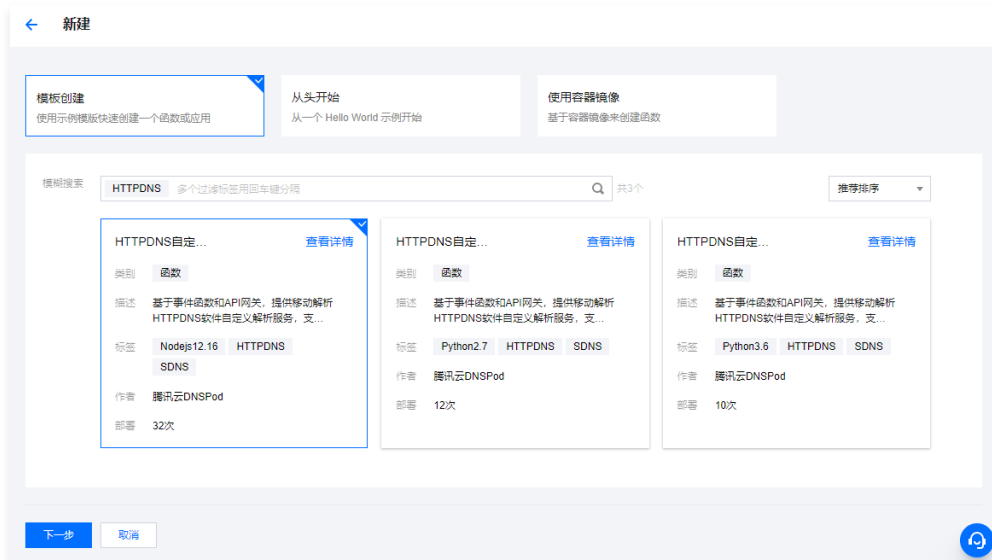 新建
模板创建
使用示例模版快速创建一个函数或应用
从头开始
从一个 Hello World 示例开始
使用容器镜像
基于容器镜像来创建函数
模糊搜索
HTTPDNS 多个过滤标签用回车键分隔
共3个
推荐排序
HTTPDNS自定... 查看详情
类别 函数
描述 基于事件函数和API网关，提供移动解析
HTTPDNS软件自定义解析服务，支...
标签 Nodejs12.16 HTTPDNS
SDNS
作者 腾讯云DNSPod
部署 32次
HTTPDNS自定... 查看详情
类别 函数
描述 基于事件函数和API网关，提供移动解析
HTTPDNS软件自定义解析服务，支...
标签 Python2.7 HTTPDNS SDNS
作者 腾讯云DNSPod
部署 12次
HTTPDNS自定... 查看详情
类别 函数
描述 基于事件函数和API网关，提供移动解析
HTTPDNS软件自定义解析服务，支...
标签 Python3.6 HTTPDNS SDNS
作者 腾讯云DNSPod
部署 10次
下一步 取消